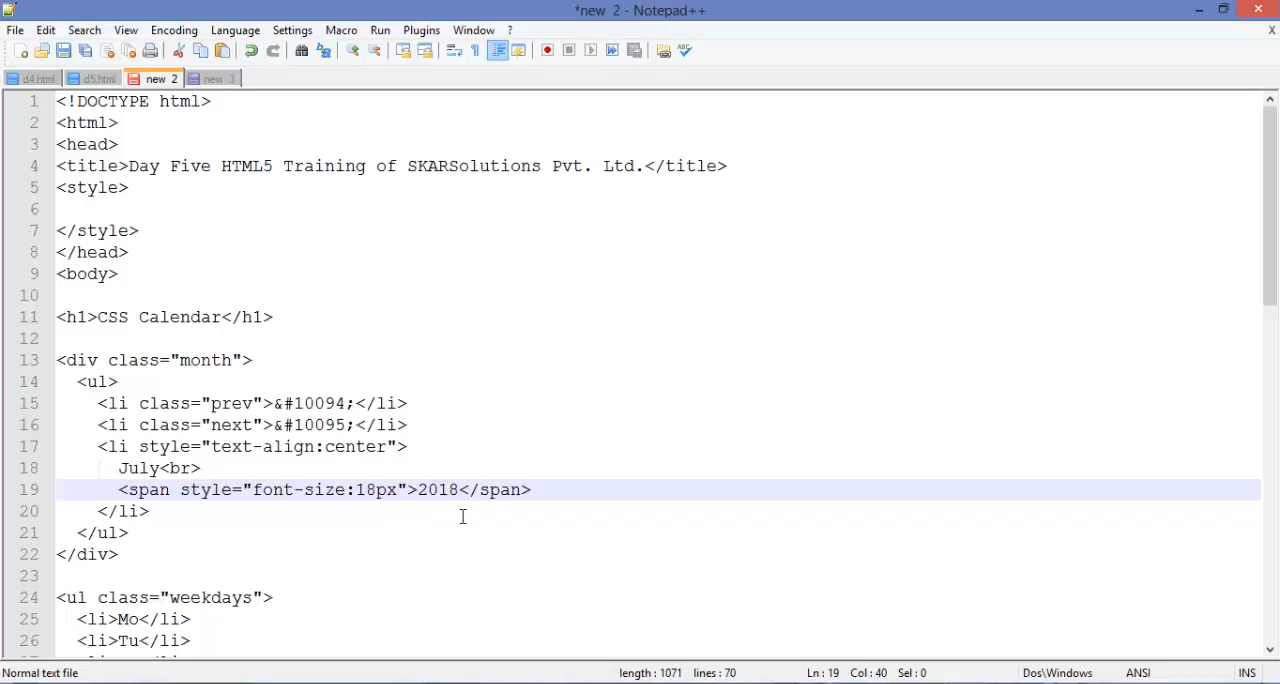 *new 2 - Notepad++
File Edit Search View Encoding Language Settings Macro Run Plugins Window ? X
d4.html d5.html new 2 new 3
1 <!DOCTYPE html>
2 <html>
3 <head>
4 <title>Day Five HTML5 Training of SKARSolutions Pvt. Ltd.</title>
5 <style>
6
7 </style>
8 </head>
9 <body>
10
11 <h1>CSS Calendar</h1>
12
13 <div class="month">
14 <ul>
15 <li class="prev">&#10094;</li>
16 <li class="next">&#10095;</li>
17 <li style="text-align:center">
18 July<br>
19 <span style="font-size:18px">2018</span>
20 </li>
21 </ul>
22 </div>
23
24 <ul class="weekdays">
25 <li>Mo</li>
26 <li>Tu</li>
Normal text file length : 1071 lines : 70 Ln : 19 Col : 40 Sel : 0 Dos\Windows ANSI INS